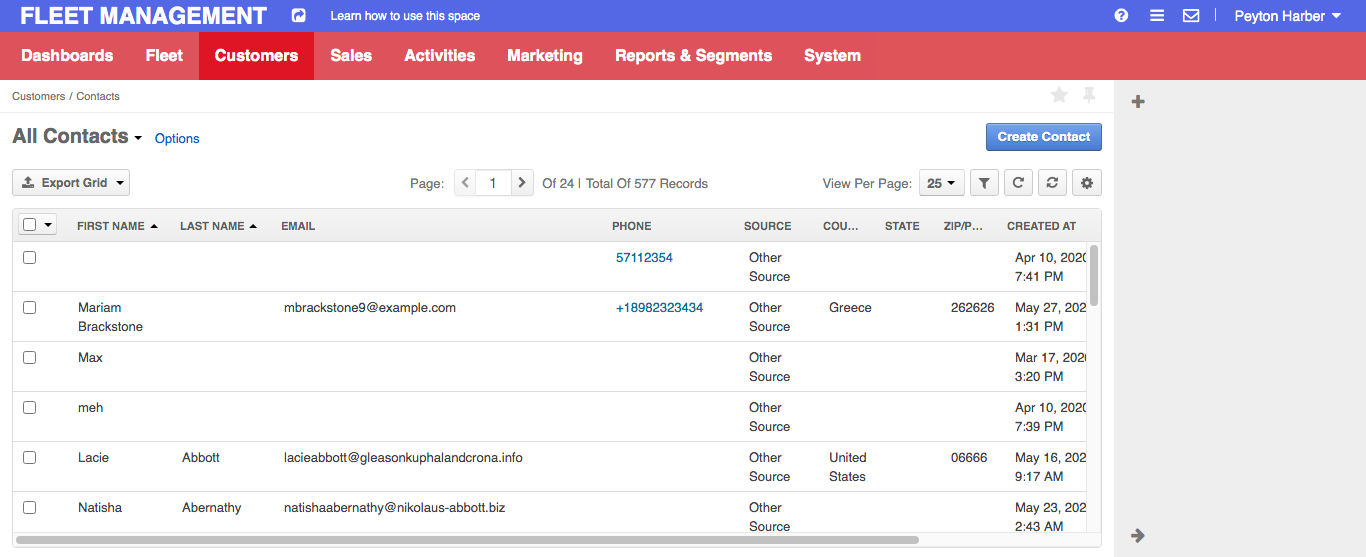 FLEET MANAGEMENT Learn how to use this space Peyton Harber
Dashboards Fleet Customers Sales Activities Marketing Reports & Segments System
Customers / Contacts
All Contacts Options Create Contact
Export Grid Page: 1 Of 24 | Total Of 577 Records View Per Page: 25
FIRST NAME LAST NAME EMAIL PHONE SOURCE COU... STATE ZIP/P... CREATED AT
57112354 Other Apr 10, 2020
Source 7:41 PM
Mariam mbrackstone9@example.com +18982323434 Other Greece 262626 May 27, 202
Brackstone Source 1:31 PM
Max Other Mar 17, 2020
Source 3:20 PM
meh Other Apr 10, 2020
Source 7:39 PM
Lacie Abbott lacieabbott@gleasonkuphalandcrona.info Other United 06666 May 16, 202
Source States 9:17 AM
Natisha Abernathy natishaabernathy@nikolaus-abbott.biz Other May 23, 202
Source 2:43 AM